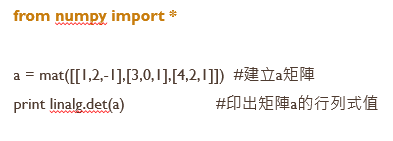 from numpy import *
a = mat([[1,2,-1],[3,0,1],[4,2,1]])  #建立a矩陣
print linalg.det(a)  #印出矩陣a的行列式值